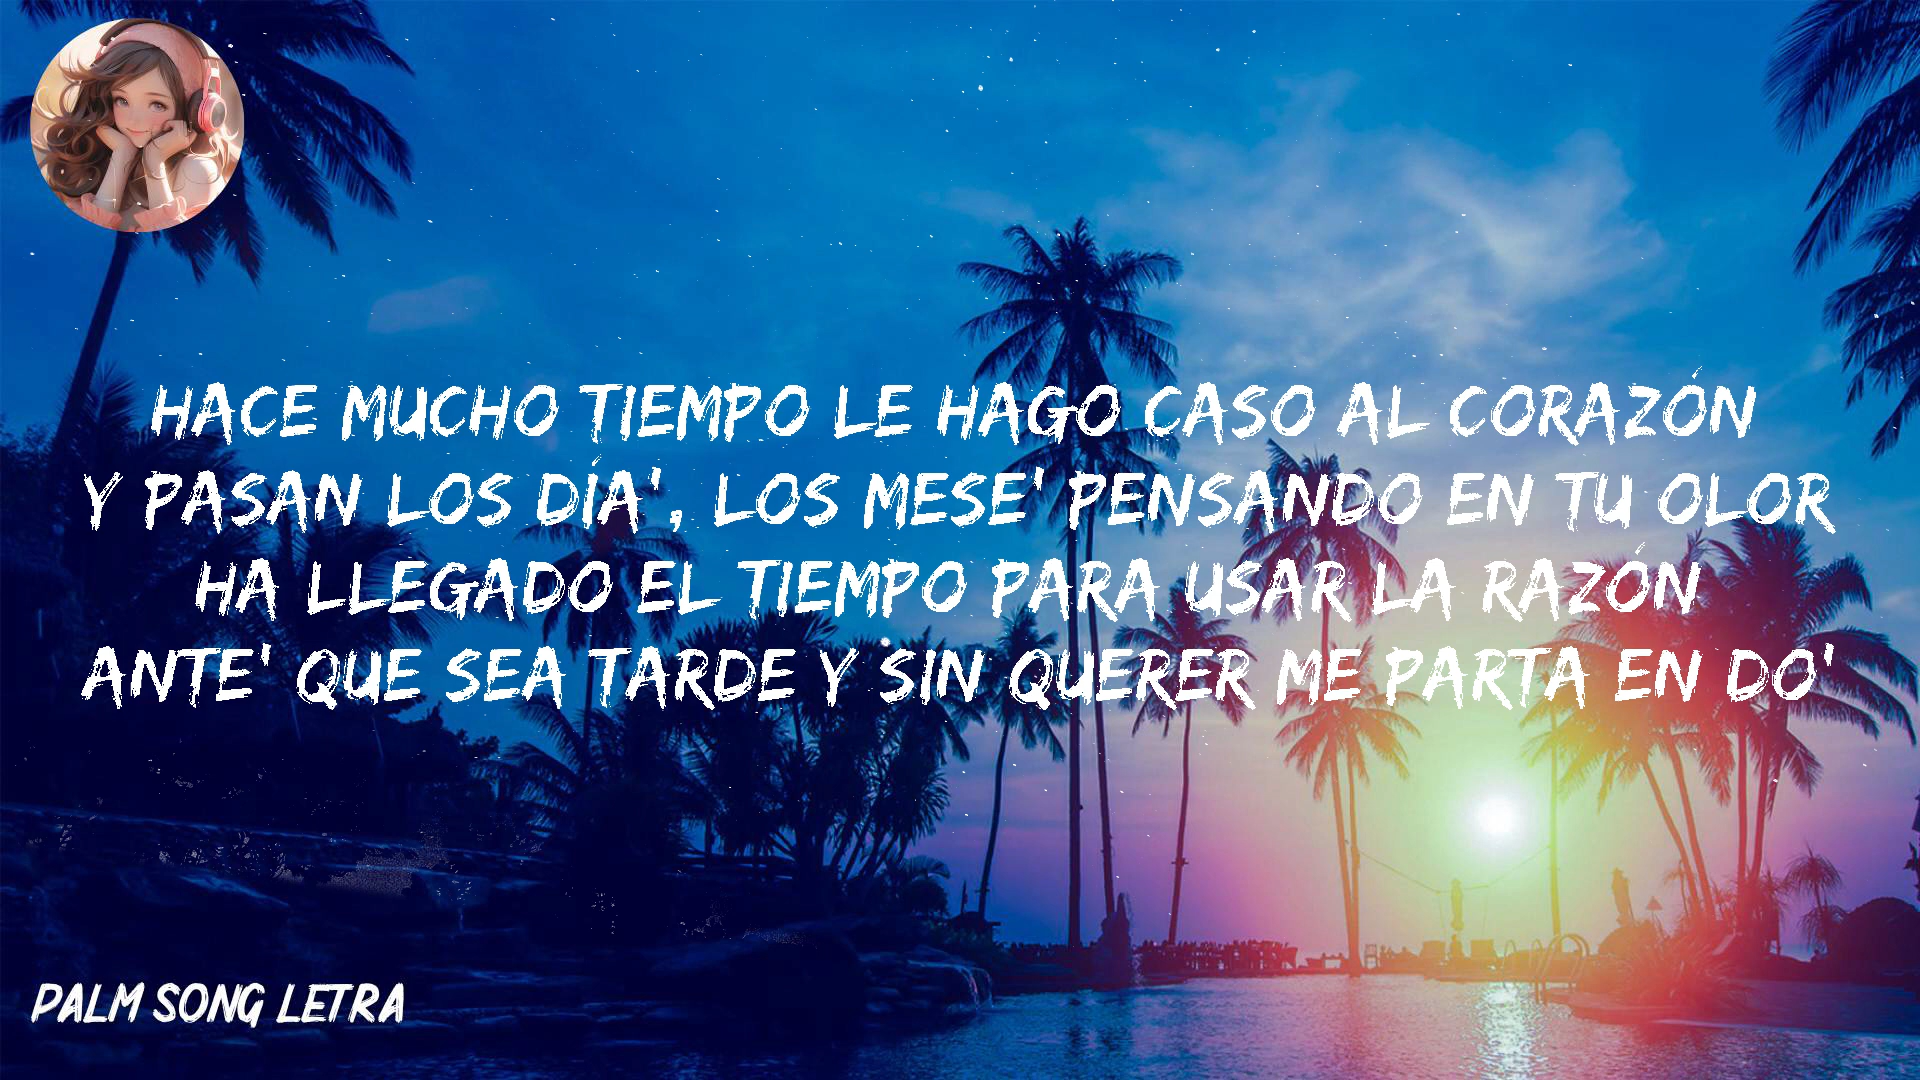 HACE MUCHO TIEMPO LE HAGO CASO AL CORAZÓN
Y PASAN LOS DÍA', LOS MESE' PENSANDO EN TU OLOR
HA LLEGADO EL TIEMPO PARA USAR LA RAZÓN
ANTE' QUE SEA TARDE Y SIN QUERER ME PARTA EN DO'
PALM SONG LETRA